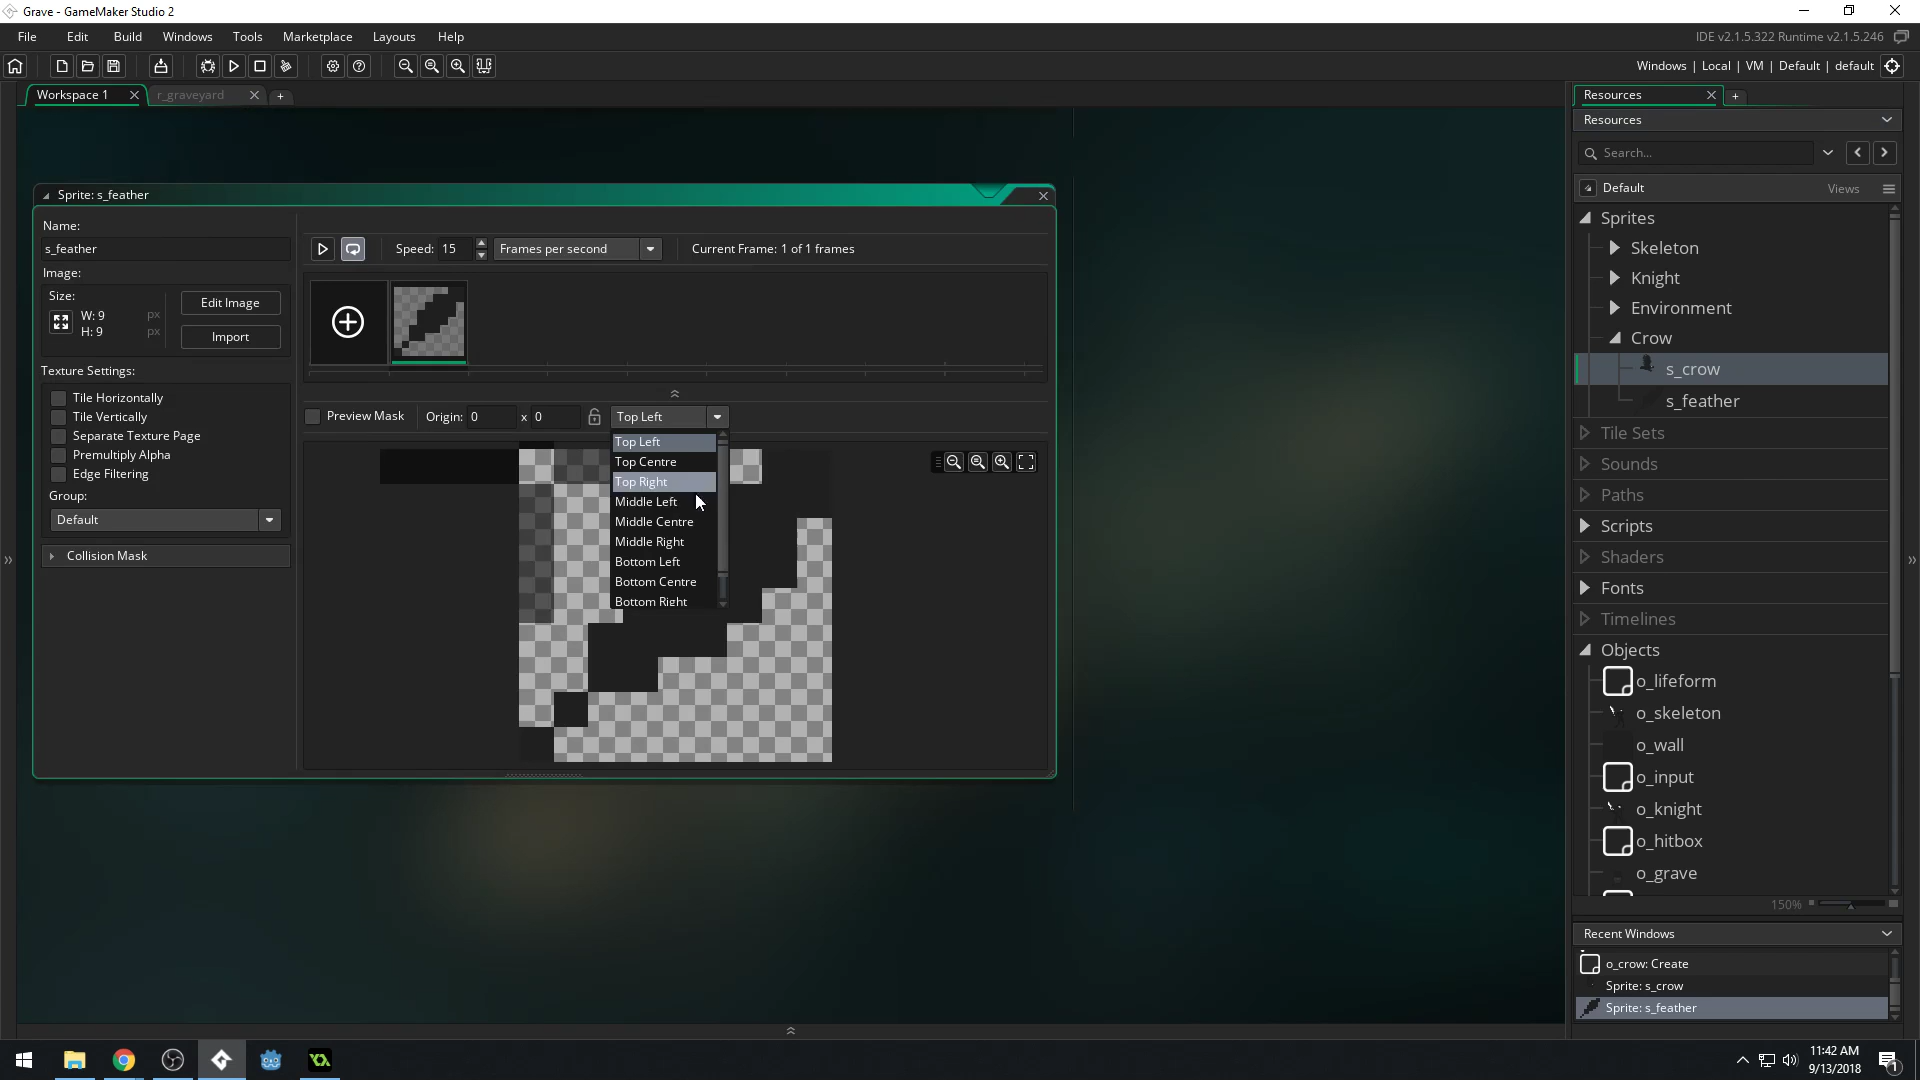 Grave - GameMaker Studio 2
File Edit Build Windows Tools Marketplace Layouts Help
IDE v2.1.5.322 Runtime v2.1.5.246
Windows | Local | VM | Default | default
Workspace 1
r_graveyard
Resources
Resources
Search...
Default
Views
Sprites
Skeleton
Knight
Environment
Crow
s_crow
s_feather
Tile Sets
Sounds
Paths
Scripts
Shaders
Fonts
Timelines
Objects
o_lifeform
o_skeleton
o_wall
o_input
o_knight
o_hitbox
o_grave
150%
Recent Windows
o_crow: Create
Sprite: s_crow
Sprite: s_feather
Sprite: s_feather
Name:
s_feather
Image:
Size:
W: 9 px
H: 9 px
Edit Image
Import
Texture Settings:
Tile Horizontally
Tile Vertically
Separate Texture Page
Premultiply Alpha
Edge Filtering
Group:
Default
Collision Mask
Speed: 15
Frames per second
Current Frame: 1 of 1 frames
Preview Mask
Origin: 0 x 0
Top Left
Top Left
Top Centre
Top Right
Middle Left
Middle Centre
Middle Right
Bottom Left
Bottom Centre
Bottom Right
11:42 AM
9/13/2018
1